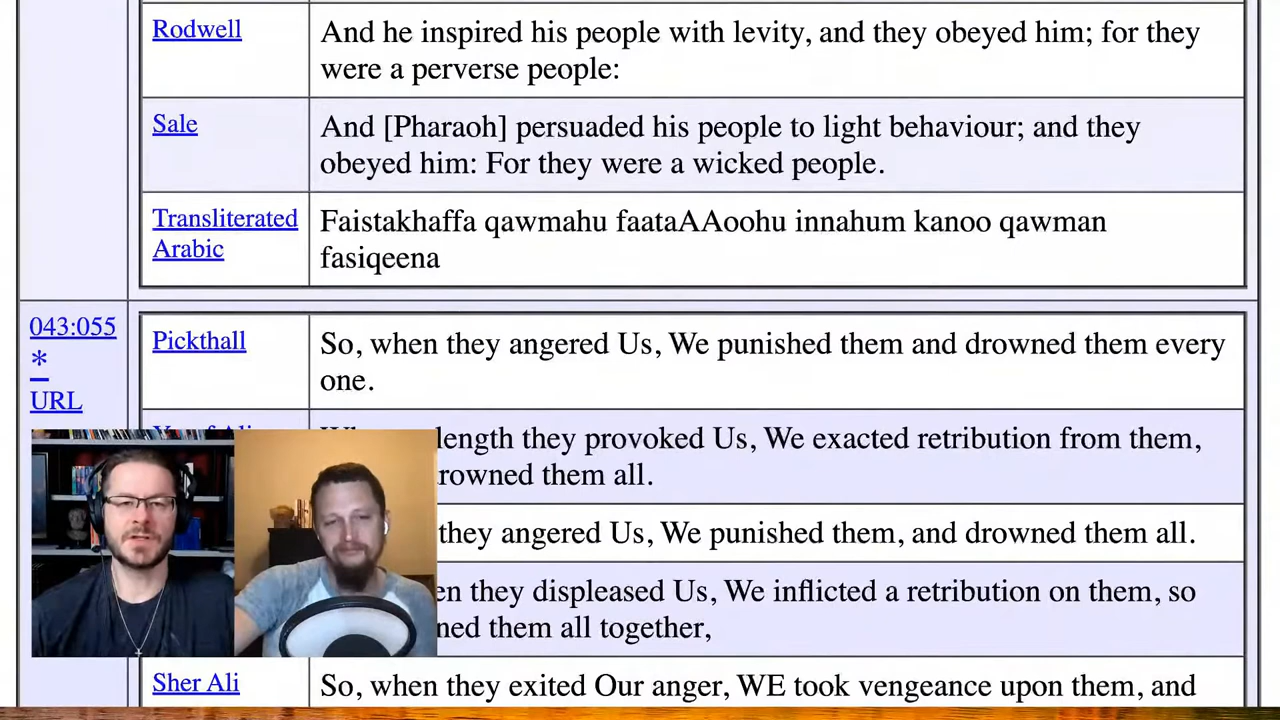 Rodwell
And he inspired his people with levity, and they obeyed him; for they
were a perverse people:
Sale
And [Pharaoh] persuaded his people to light behaviour; and they
obeyed him: For they were a wicked people.
Transliterated
Arabic
Faistakhaffa qawmahu faataAAoohu innahum kanoo qawman
fasiqeena
043:055
*
URL
Pickthall
So, when they angered Us, We punished them and drowned them every
one.
length they provoked Us, We exacted retribution from them,
drowned them all.
they angered Us, We punished them, and drowned them all.
they displeased Us, We inflicted a retribution on them, so
them all together,
Sher Ali
So, when they exited Our anger, WE took vengeance upon them, and